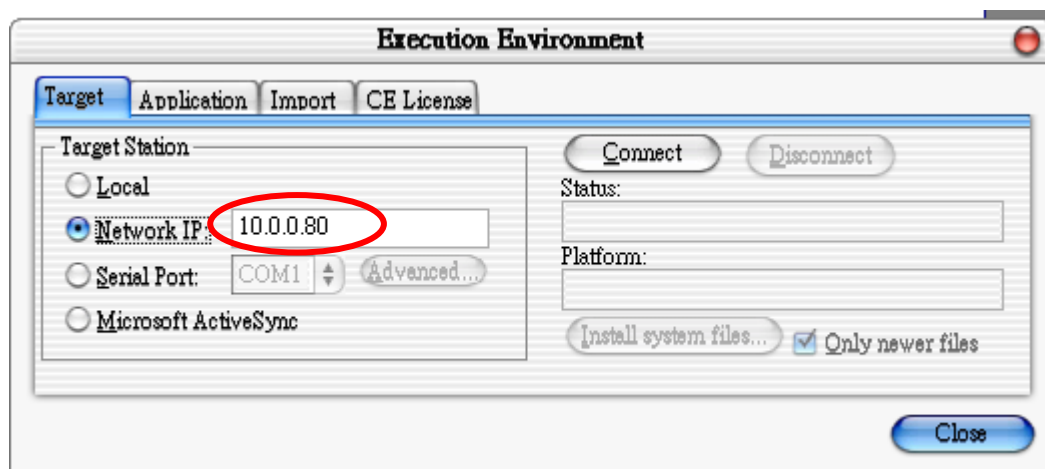 Execution Environment
Target Application Import CE License
Target Station
Local
Network IP: 10.0.0.80
Serial Port: COM1 Advanced...
Microsoft ActiveSync
Connect Disconnect
Status:
Platform:
Install system files... Only newer files
Close